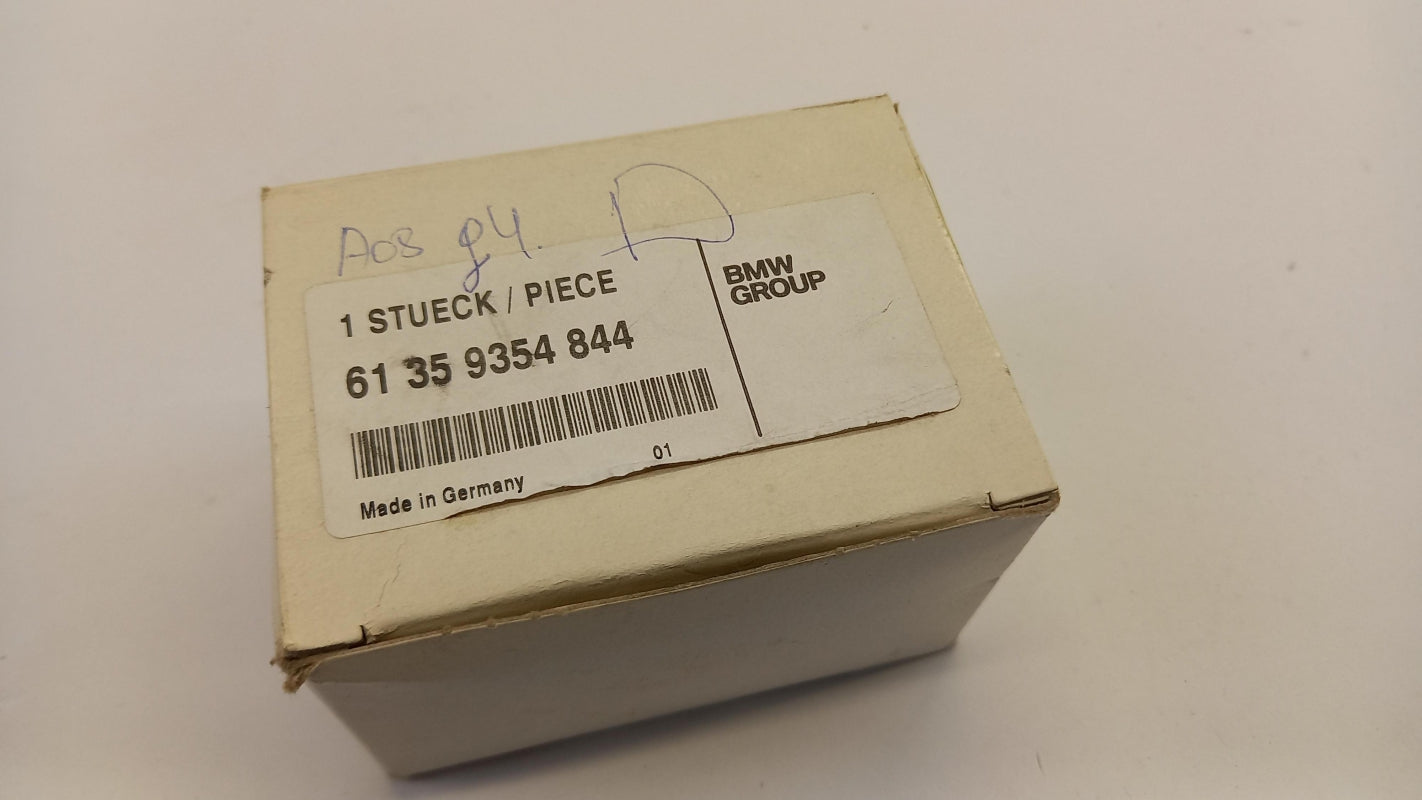 A08 g4. D
1 STUECK / PIECE
61 35 9354 844
01
Made in Germany
BMW
GROUP